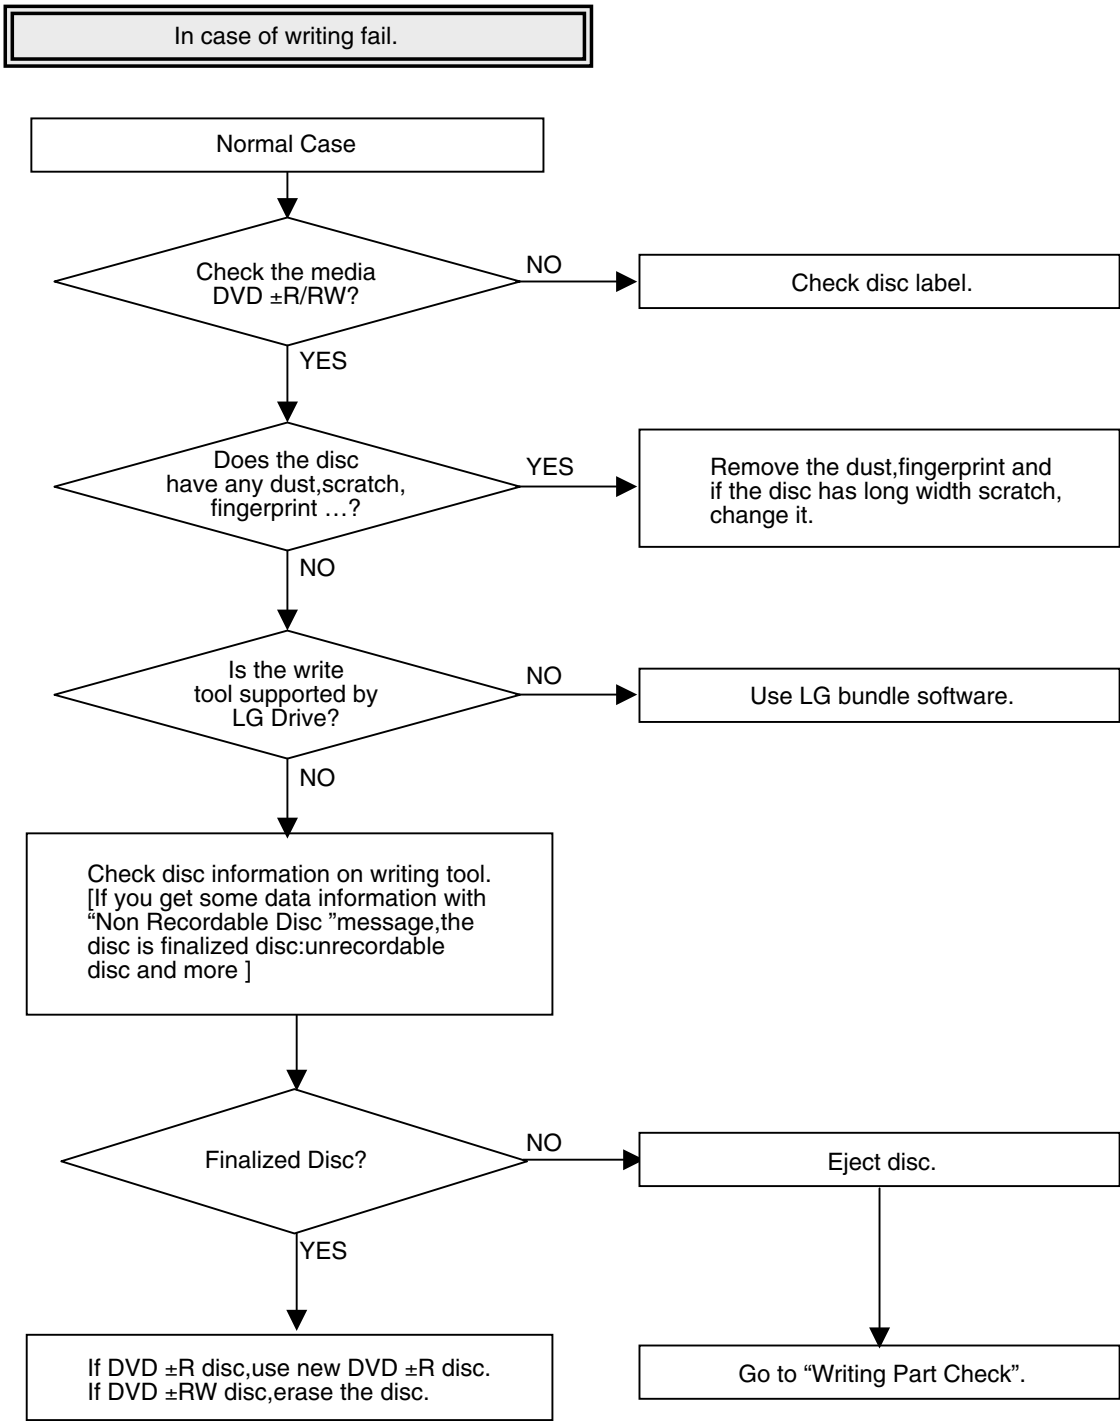 In case of writing fail.
Normal Case
Check the media
DVD ±R/RW?
NO
Check disc label.
YES
Does the disc
have any dust,scratch,
fingerprint …?
YES
Remove the dust,fingerprint and
if the disc has long width scratch,
change it.
NO
Is the write
tool supported by
LG Drive?
NO
Use LG bundle software.
NO
Check disc information on writing tool.
[If you get some data information with
“Non Recordable Disc ”message,the
disc is finalized disc:unrecordable
disc and more ]
Finalized Disc?
NO
Eject disc.
YES
If DVD ±R disc,use new DVD ±R disc.
If DVD ±RW disc,erase the disc.
Go to “Writing Part Check”.